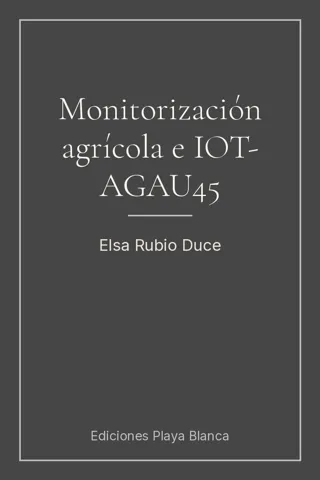 Monitorización
agrícola e IOT-
AGAU45
Elsa Rubio Duce
Ediciones Playa Blanca